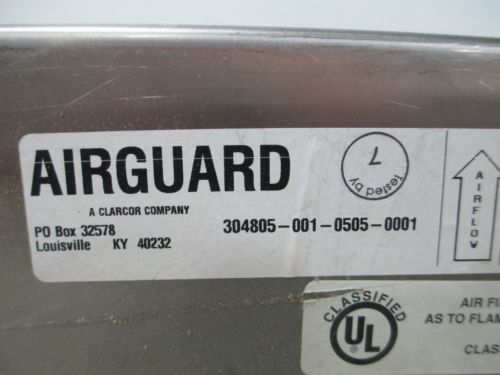 AIRGUARD
A CLARCOR COMPANY
PO Box 32578
Louisville KY 40232
304805-001-0505-0001
Tested by
7
AIRFLOW
CLASSIFIED
UL
AIR FI
AS TO FLAM
CLASS